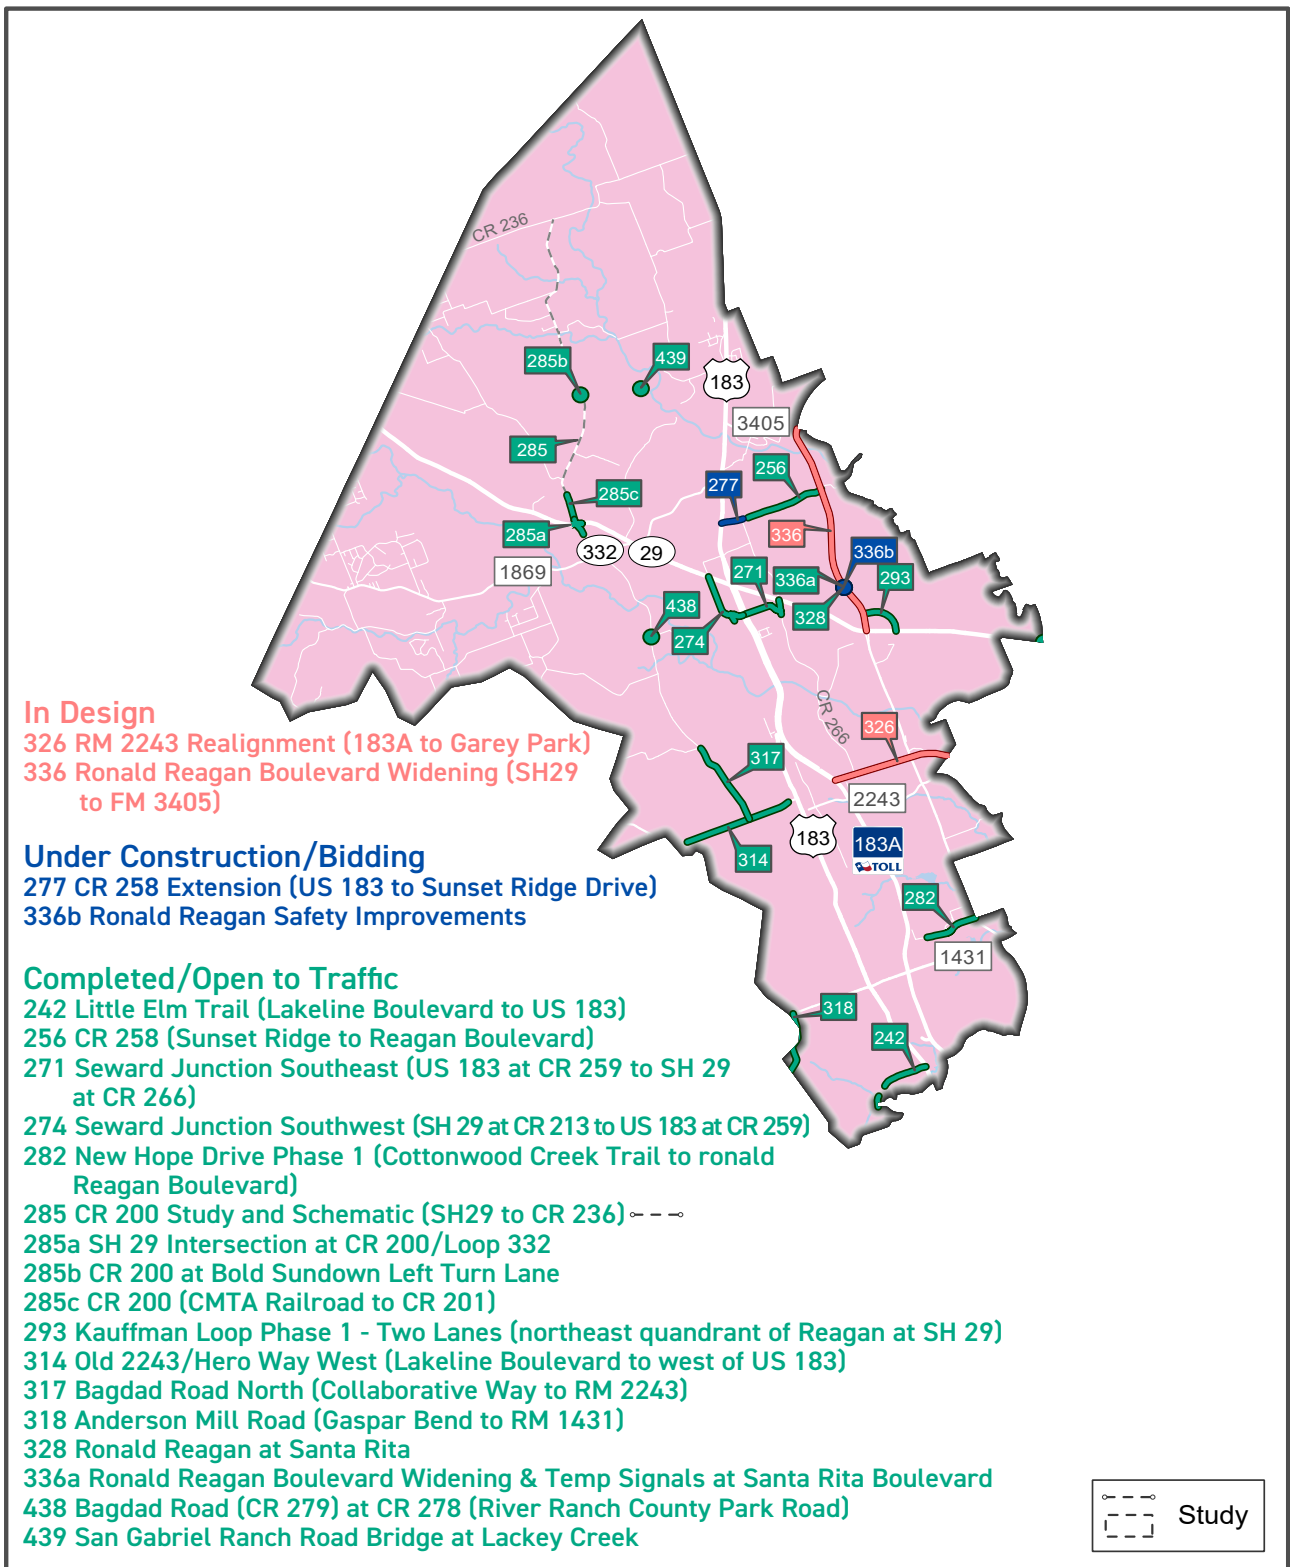 CR 236
285b
439
183
3405
285
256
277
285c
336
285a
332
29
336b
1869
271
336a
293
328
438
274
CR 266
326
317
2243
183
183A
TOLL
314
282
1431
318
242
In Design
326 RM 2243 Realignment (183A to Garey Park)
336 Ronald Reagan Boulevard Widening (SH29
to FM 3405)
Under Construction/Bidding
277 CR 258 Extension (US 183 to Sunset Ridge Drive)
336b Ronald Reagan Safety Improvements
Completed/Open to Traffic
242 Little Elm Trail (Lakeline Boulevard to US 183)
256 CR 258 (Sunset Ridge to Reagan Boulevard)
271 Seward Junction Southeast (US 183 at CR 259 to SH 29
at CR 266)
274 Seward Junction Southwest (SH 29 at CR 213 to US 183 at CR 259)
282 New Hope Drive Phase 1 (Cottonwood Creek Trail to ronald
Reagan Boulevard)
285 CR 200 Study and Schematic (SH29 to CR 236)
285a SH 29 Intersection at CR 200/Loop 332
285b CR 200 at Bold Sundown Left Turn Lane
285c CR 200 (CMTA Railroad to CR 201)
293 Kauffman Loop Phase 1 - Two Lanes (northeast quandrant of Reagan at SH 29)
314 Old 2243/Hero Way West (Lakeline Boulevard to west of US 183)
317 Bagdad Road North (Collaborative Way to RM 2243)
318 Anderson Mill Road (Gaspar Bend to RM 1431)
328 Ronald Reagan at Santa Rita
336a Ronald Reagan Boulevard Widening & Temp Signals at Santa Rita Boulevard
438 Bagdad Road (CR 279) at CR 278 (River Ranch County Park Road)
439 San Gabriel Ranch Road Bridge at Lackey Creek
Study